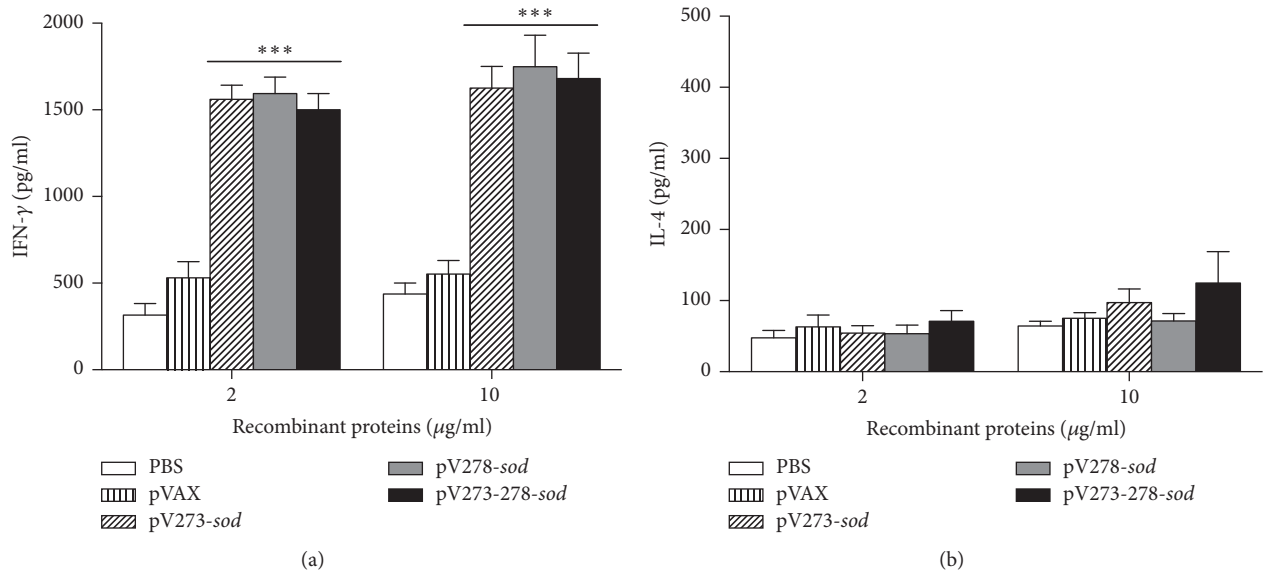 2000
1500
1000
500
0
IFN-γ (pg/ml)
***
***
2
10
Recombinant proteins (μg/ml)
PBS
pVAX
pV273-sod
pV278-sod
pV273-278-sod
(a)
500
400
300
200
100
0
IL-4 (pg/ml)
2
10
Recombinant proteins (μg/ml)
PBS
pVAX
pV273-sod
pV278-sod
pV273-278-sod
(b)